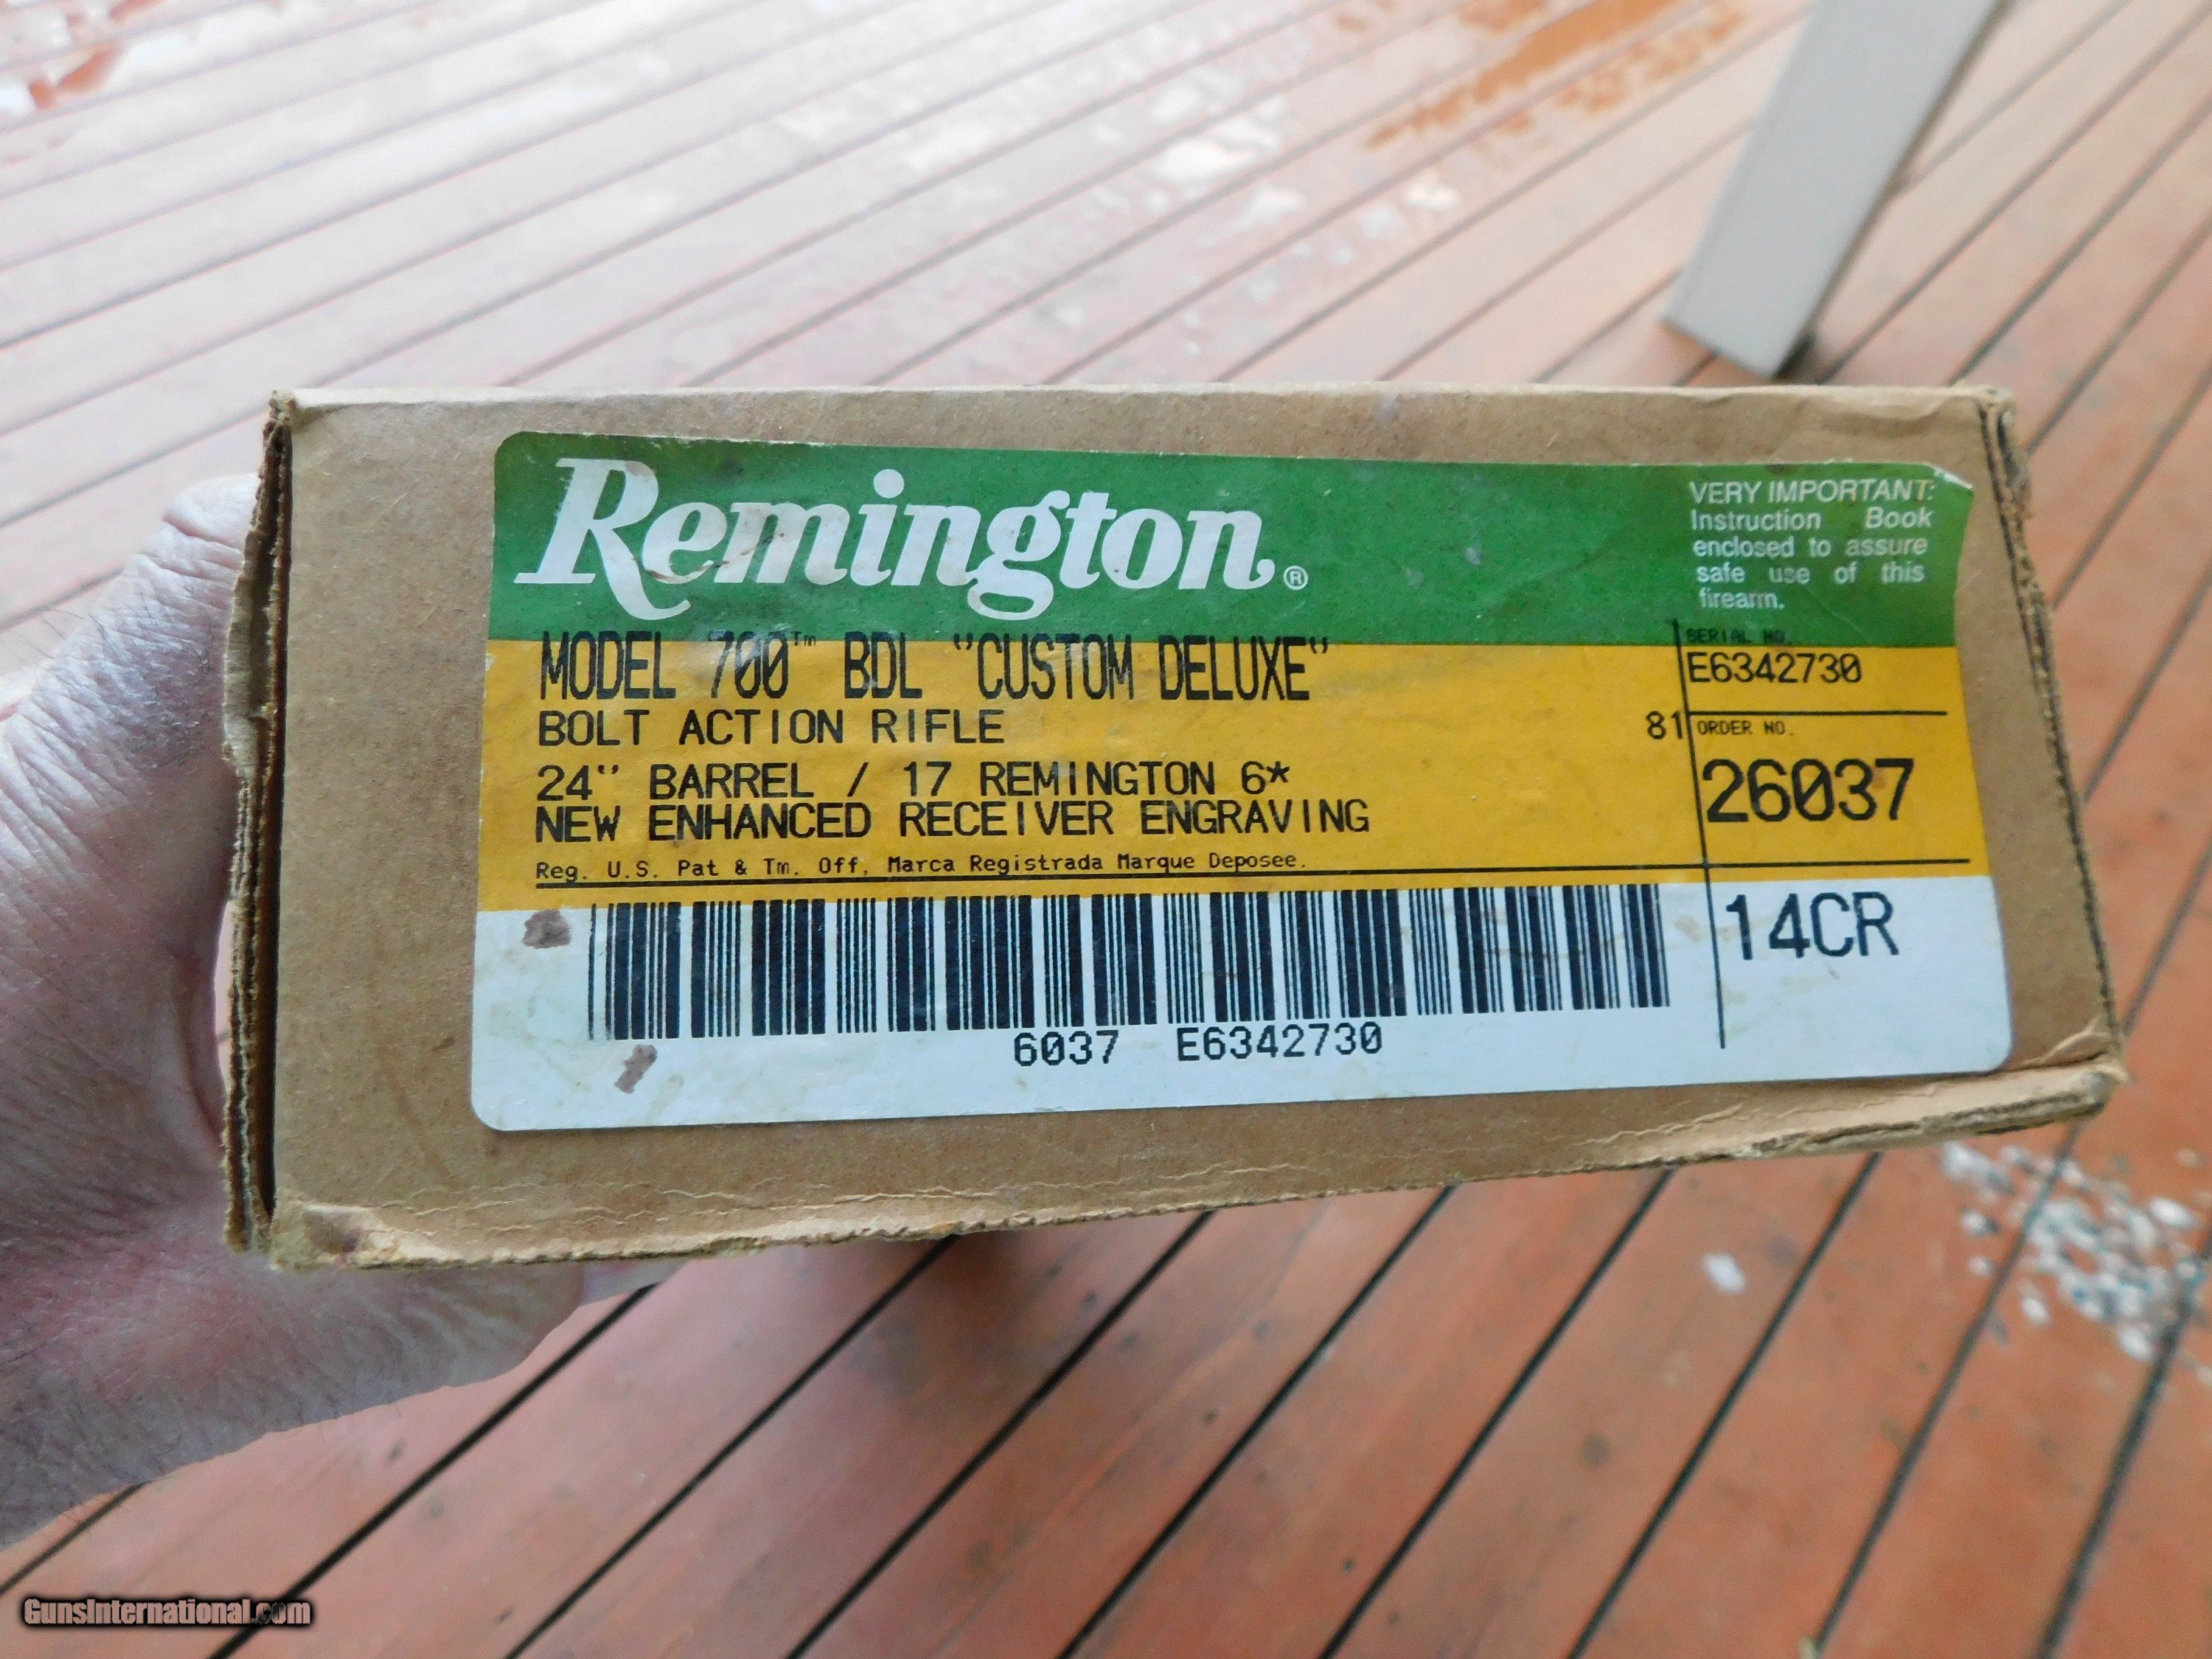 Remington®
VERY IMPORTANT:
Instruction Book
enclosed to assure
safe use of this
firearm.
MODEL 700™ BDL "CUSTOM DELUXE"
BOLT ACTION RIFLE
24" BARREL / 17 REMINGTON 6*
NEW ENHANCED RECEIVER ENGRAVING
Reg. U.S. Pat & Tm. Off. Marca Registrada Marque Deposee.
SERIAL NO.
E6342730
81
ORDER NO.
26037
14CR
6037 E6342730
GunsInternational.com